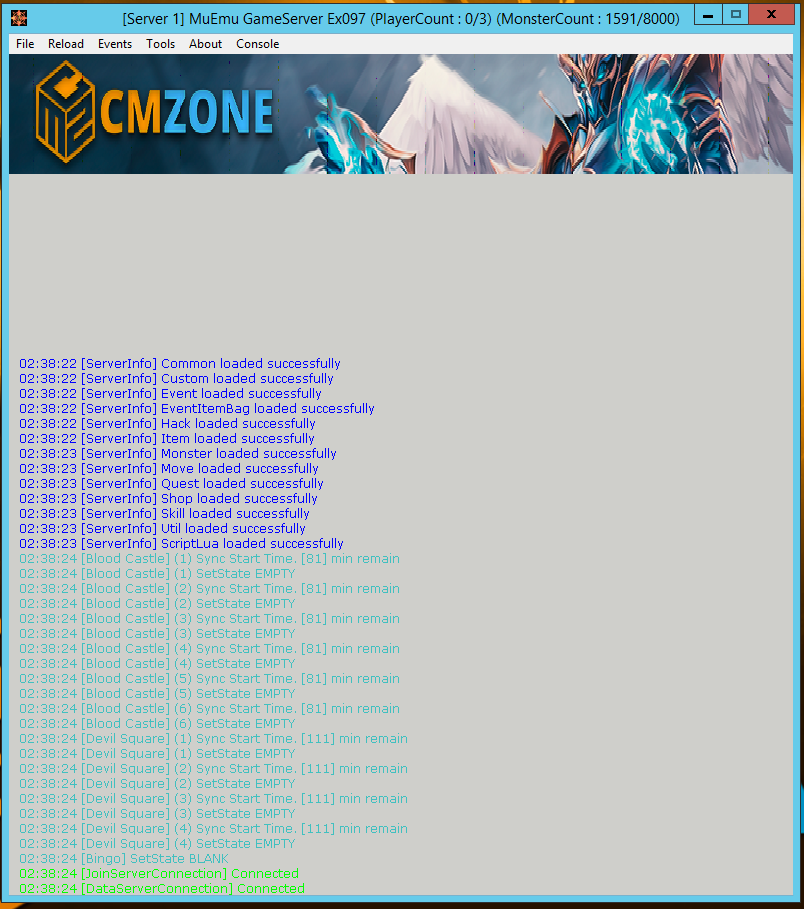 [Server 1] MuEmu GameServer Ex097 (PlayerCount : 0/3) (MonsterCount : 1591/8000)
File Reload Events Tools About Console
CMZONE
02:38:22 [ServerInfo] Common loaded successfully
02:38:22 [ServerInfo] Custom loaded successfully
02:38:22 [ServerInfo] Event loaded successfully
02:38:22 [ServerInfo] EventItemBag loaded successfully
02:38:22 [ServerInfo] Hack loaded successfully
02:38:22 [ServerInfo] Item loaded successfully
02:38:23 [ServerInfo] Monster loaded successfully
02:38:23 [ServerInfo] Move loaded successfully
02:38:23 [ServerInfo] Quest loaded successfully
02:38:23 [ServerInfo] Shop loaded successfully
02:38:23 [ServerInfo] Skill loaded successfully
02:38:23 [ServerInfo] Util loaded successfully
02:38:23 [ServerInfo] ScriptLua loaded successfully
02:38:24 [Blood Castle] (1) Sync Start Time. [81] min remain
02:38:24 [Blood Castle] (1) SetState EMPTY
02:38:24 [Blood Castle] (2) Sync Start Time. [81] min remain
02:38:24 [Blood Castle] (2) SetState EMPTY
02:38:24 [Blood Castle] (3) Sync Start Time. [81] min remain
02:38:24 [Blood Castle] (3) SetState EMPTY
02:38:24 [Blood Castle] (4) Sync Start Time. [81] min remain
02:38:24 [Blood Castle] (4) SetState EMPTY
02:38:24 [Blood Castle] (5) Sync Start Time. [81] min remain
02:38:24 [Blood Castle] (5) SetState EMPTY
02:38:24 [Blood Castle] (6) Sync Start Time. [81] min remain
02:38:24 [Blood Castle] (6) SetState EMPTY
02:38:24 [Devil Square] (1) Sync Start Time. [111] min remain
02:38:24 [Devil Square] (1) SetState EMPTY
02:38:24 [Devil Square] (2) Sync Start Time. [111] min remain
02:38:24 [Devil Square] (2) SetState EMPTY
02:38:24 [Devil Square] (3) Sync Start Time. [111] min remain
02:38:24 [Devil Square] (3) SetState EMPTY
02:38:24 [Devil Square] (4) Sync Start Time. [111] min remain
02:38:24 [Devil Square] (4) SetState EMPTY
02:38:24 [Bingo] SetState BLANK
02:38:24 [JoinServerConnection] Connected
02:38:24 [DataServerConnection] Connected